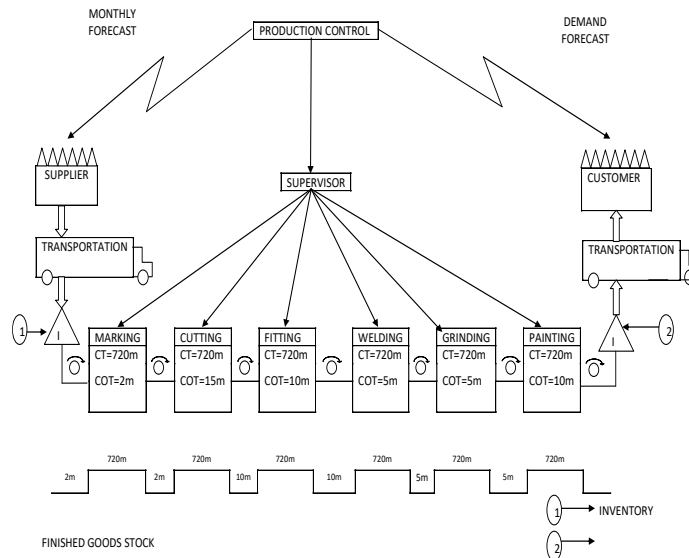 MONTHLY
FORECAST
PRODUCTION CONTROL
DEMAND
FORECAST
SUPPLIER
SUPERVISOR
CUSTOMER
TRANSPORTATION
TRANSPORTATION
1
I
MARKING
CT=720m
COT=2m
CUTTING
CT=720m
COT=15m
FITTING
CT=720m
COT=10m
WELDING
CT=720m
COT=5m
GRINDING
CT=720m
COT=5m
PAINTING
CT=720m
COT=10m
I
2
720m 720m 720m 720m 720m 720m
2m 2m 10m 10m 5m 5m
1 INVENTORY
FINISHED GOODS STOCK
2